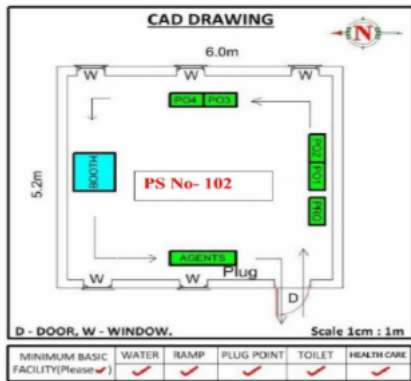 CAD DRAWING
N
6.0m
W W W
PO4 PO3
5.2m
BOOTH
PS No- 102
PO2
PO1
PRO
AGENTS
Plug
W W
D
D - DOOR, W - WINDOW. Scale 1cm : 1m
MINIMUM BASIC FACILITY(Please ✓) WATER RAMP PLUG POINT TOILET HEALTH CARE
✓ ✓ ✓ ✓ ✓